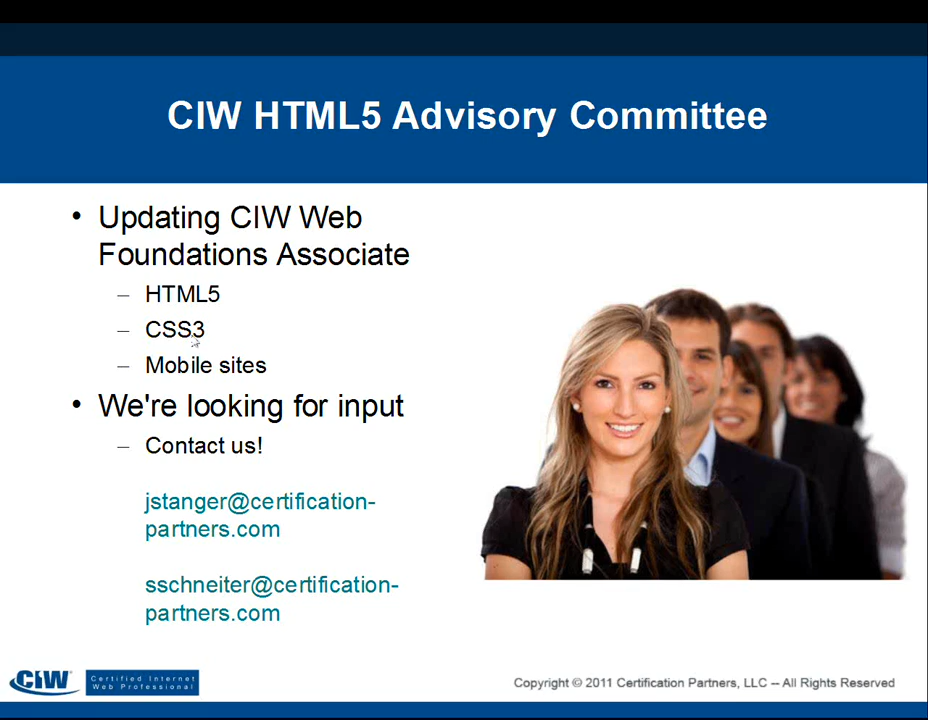 CIW HTML5 Advisory Committee
• Updating CIW Web
Foundations Associate
– HTML5
– CSS3
– Mobile sites
• We're looking for input
– Contact us!
jstanger@certification-
partners.com
sschneiter@certification-
partners.com
CIW
Certified Internet
Web Professional
Copyright © 2011 Certification Partners, LLC -- All Rights Reserved